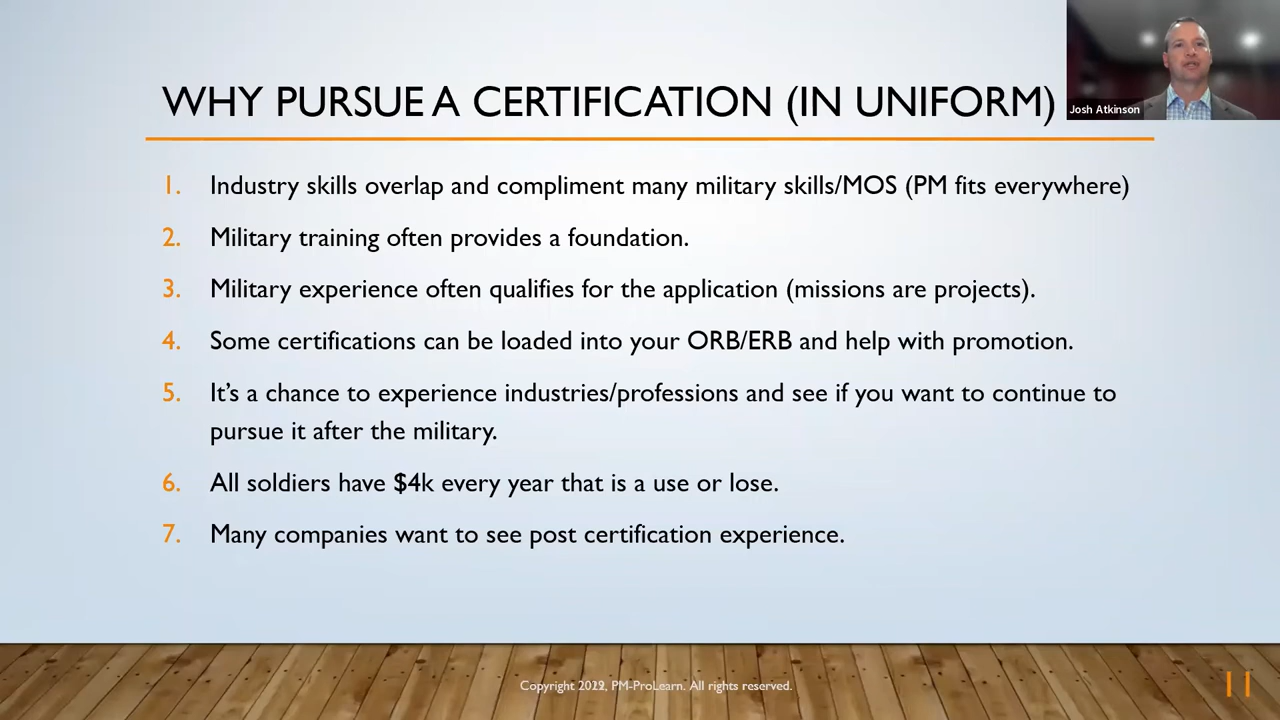 WHY PURSUE A CERTIFICATION (IN UNIFORM)
Josh Atkinson
1. Industry skills overlap and compliment many military skills/MOS (PM fits everywhere)
2. Military training often provides a foundation.
3. Military experience often qualifies for the application (missions are projects).
4. Some certifications can be loaded into your ORB/ERB and help with promotion.
5. It's a chance to experience industries/professions and see if you want to continue to
pursue it after the military.
6. All soldiers have $4k every year that is a use or lose.
7. Many companies want to see post certification experience.
Copyright PM-ProLearn. All rights reserved.
11